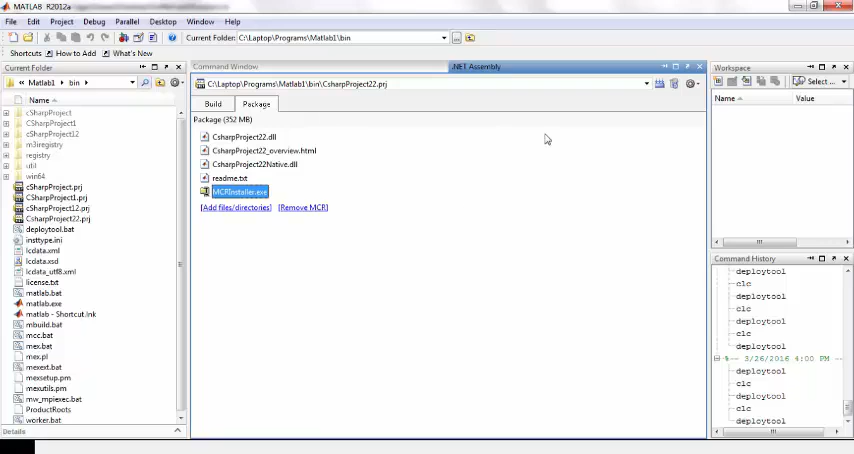 MATLAB R2012a
File Edit Project Debug Parallel Desktop Window Help
Current Folder: C:\Laptop\Programs\Matlab1\bin
Shortcuts How to Add What's New
Current Folder
« Matlab1 ▸ bin ▸
Name
cSharpProject
CSharpProject1
cSharpProject12
m3iregistry
registry
util
win64
cSharpProject.prj
CSharpProject1.prj
cSharpProject12.prj
CsharpProject22.prj
deploytool.bat
insttype.ini
lcdata.xml
lcdata.xsd
lcdata_utf8.xml
license.txt
matlab.bat
matlab.exe
matlab - Shortcut.lnk
mbuild.bat
mcc.bat
mex.bat
mex.pl
mexext.bat
mexsetup.pm
mexutils.pm
mw_mpiexec.bat
ProductRoots
worker.bat
Details
Command Window
.NET Assembly
C:\Laptop\Programs\Matlab1\bin\CsharpProject22.prj
Build Package
Package (352 MB)
CsharpProject22.dll
CsharpProject22_overview.html
CsharpProject22Native.dll
readme.txt
MCRInstaller.exe
[Add files/directories] [Remove MCR]
Workspace
Select ...
Name Value
Command History
deploytool
clc
deploytool
clc
deploytool
clc
deploytool
%-- 3/26/2016 4:00 PM
deploytool
clc
deploytool
clc
deploytool